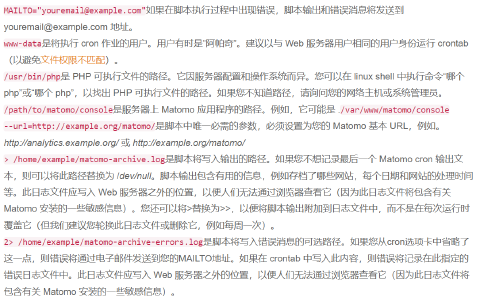 MAILTO="youremail@example.com"如果在脚本执行过程中出现错误，脚本输出和错误消息将发送到
youremail@example.com 地址。
www-data是将执行 cron 作业的用户。用户有时是“阿帕奇”。建议以与 Web 服务器用户相同的用户身份运行 crontab
（以避免文件权限不匹配）。
/usr/bin/php是 PHP 可执行文件的路径。它因服务器配置和操作系统而异。您可以在 linux shell 中执行命令“哪个
php”或“哪个 php”，以找出 PHP 可执行文件的路径。如果您不知道路径，请询问您的网络主机或系统管理员。
/path/to/matomo/console是服务器上 Matomo 应用程序的路径。例如，它可能是 /var/www/matomo/console
--url=http://example.org/matomo/是脚本中唯一必需的参数，必须设置为您的 Matomo 基本 URL，例如。
http://analytics.example.org/ 或 http://example.org/matomo/
> /home/example/matomo-archive.log是脚本将写入输出的路径。如果您不想记录最后一个 Matomo cron 输出文
本，则可以将此路径替换为 /dev/null。脚本输出包含有用的信息，例如存档了哪些网站，每个日期和网站的处理时间
等。此日志文件应写入 Web 服务器之外的位置，以便人们无法通过浏览器查看它（因为此日志文件将包含有关
Matomo 安装的一些敏感信息）。您还可以将>替换为>>，以便将脚本输出附加到日志文件中，而不是在每次运行时
覆盖它（但我们建议您轮换此日志文件或删除它，例如每周一次）。
2> /home/example/matomo-archive-errors.log是脚本将写入错误消息的可选路径。如果您从cron选项卡中省略了
这一点，则错误将通过电子邮件发送到您的MAILTO地址。如果在 crontab 中写入此内容，则错误将记录在此指定的
错误日志文件中。此日志文件应写入 Web 服务器之外的位置，以便人们无法通过浏览器查看它（因为此日志文件将
包含有关 Matomo 安装的一些敏感信息）。